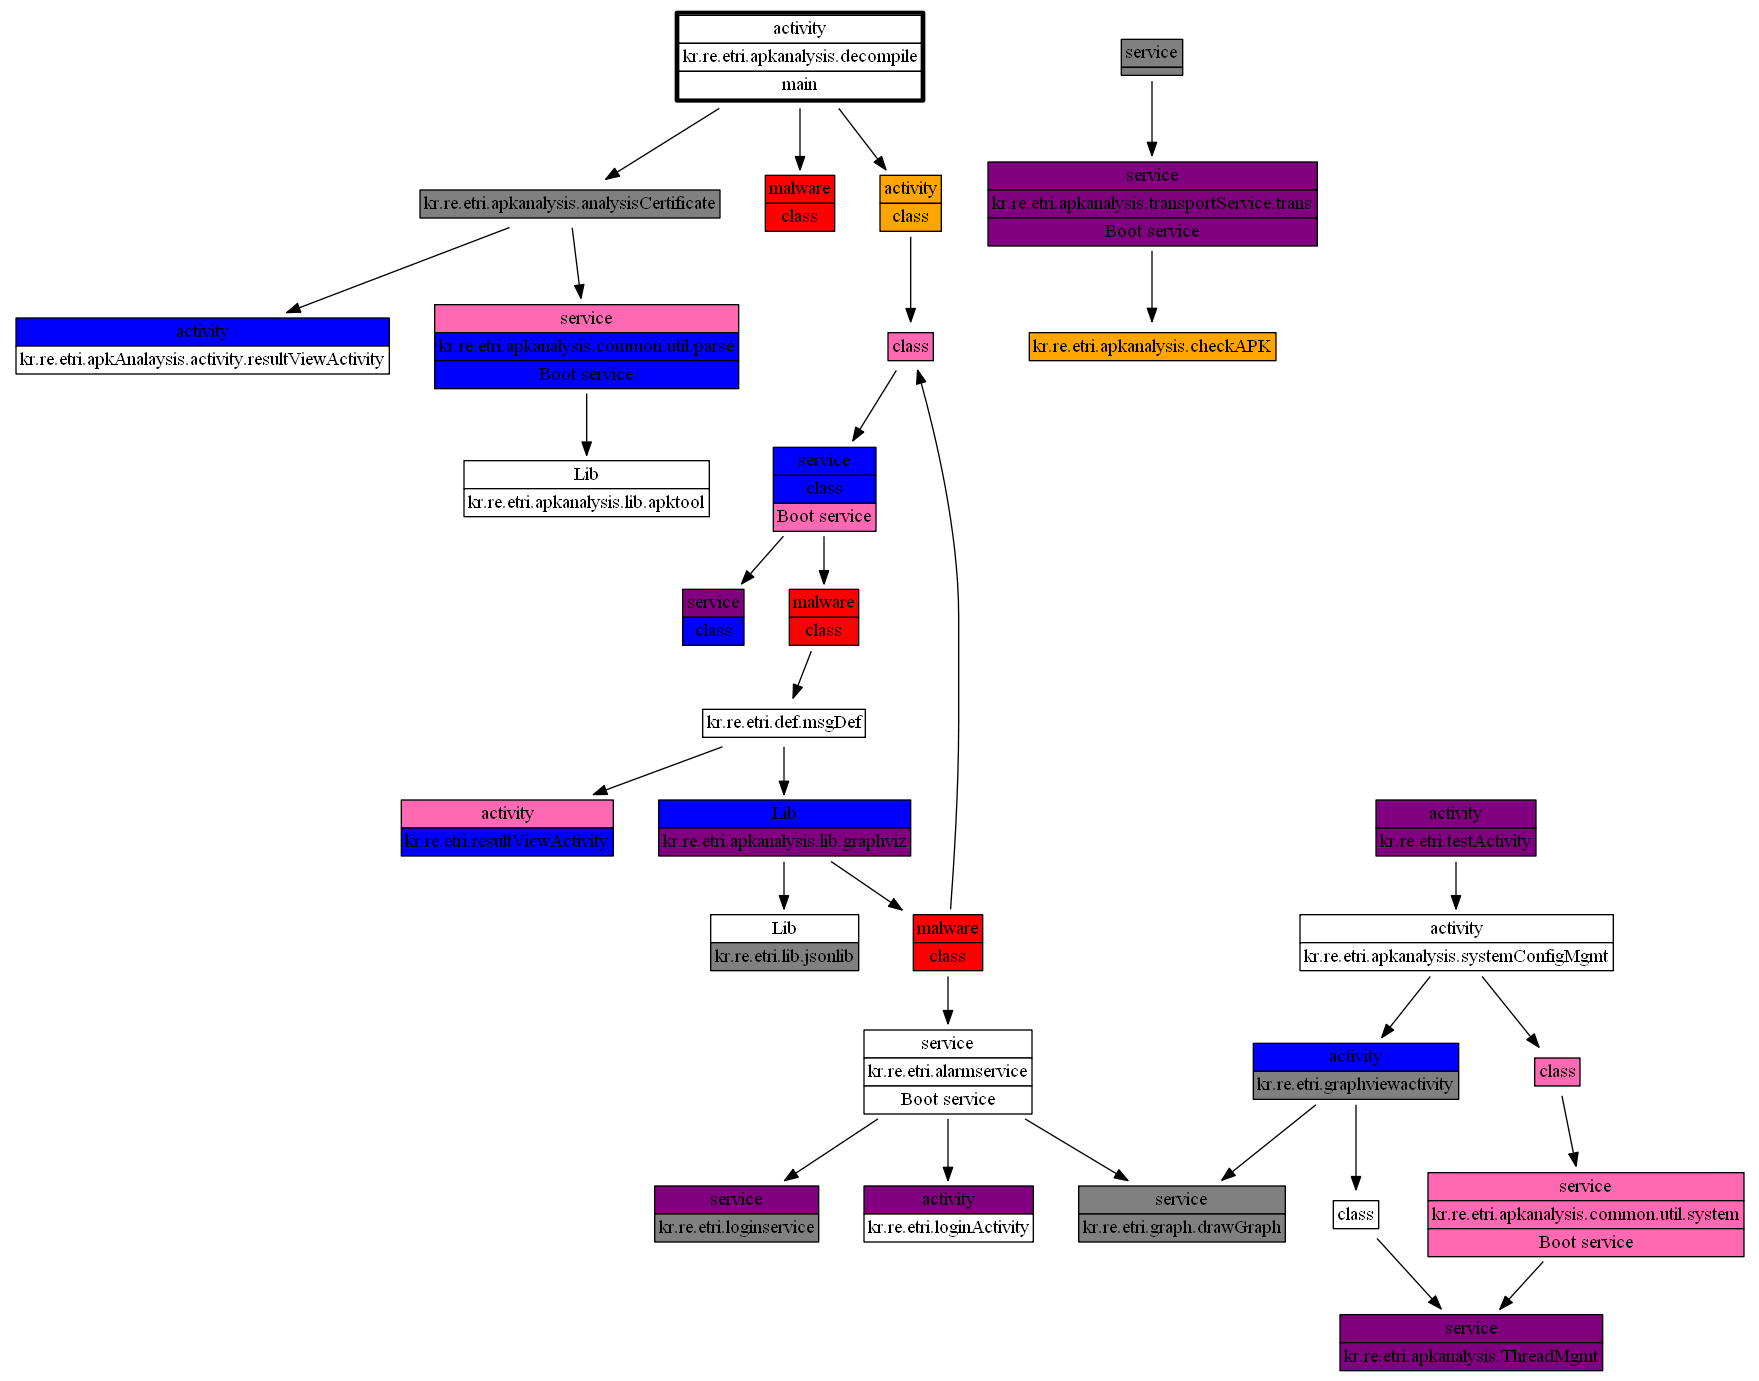 activity
kr.re.etri.apkanalysis.decompile
main
service
service
kr.re.etri.apkanalysis.transportService.trans
Boot service
kr.re.etri.apkanalysis.analysisCertificate
malware
class
activity
class
activity
kr.re.etri.apkAnalaysis.activity.resultViewActivity
service
kr.re.etri.apkanalysis.common.util.parse
Boot service
class
kr.re.etri.apkanalysis.checkAPK
Lib
kr.re.etri.apkanalysis.lib.apktool
service
class
Boot service
service
class
malware
class
kr.re.etri.def.msgDef
activity
kr.re.etri.resultViewActivity
Lib
kr.re.etri.apkanalysis.lib.graphviz
activity
kr.re.etri.testActivity
Lib
kr.re.etri.lib.jsonlib
malware
class
activity
kr.re.etri.apkanalysis.systemConfigMgmt
service
kr.re.etri.alarmservice
Boot service
activity
kr.re.etri.graphviewactivity
class
service
kr.re.etri.loginservice
activity
kr.re.etri.loginActivity
service
kr.re.etri.graph.drawGraph
class
service
kr.re.etri.apkanalysis.common.util.system
Boot service
service
kr.re.etri.apkanalysis.ThreadMgmt